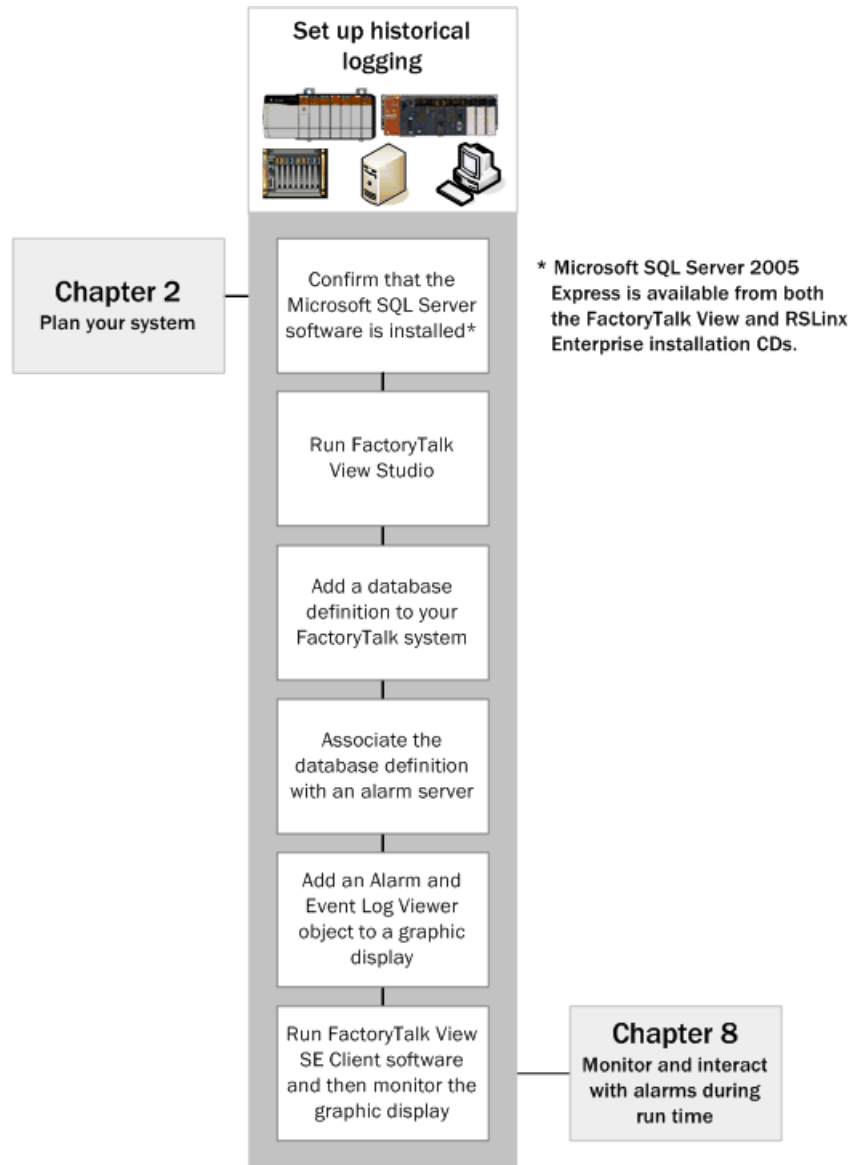 Set up historical
logging
Chapter 2
Plan your system
Confirm that the
Microsoft SQL Server
software is installed*
* Microsoft SQL Server 2005
Express is available from both
the FactoryTalk View and RSLinx
Enterprise installation CDs.
Run FactoryTalk
View Studio
Add a database
definition to your
FactoryTalk system
Associate the
database definition
with an alarm server
Add an Alarm and
Event Log Viewer
object to a graphic
display
Run FactoryTalk View
SE Client software
and then monitor the
graphic display
Chapter 8
Monitor and interact
with alarms during
run time